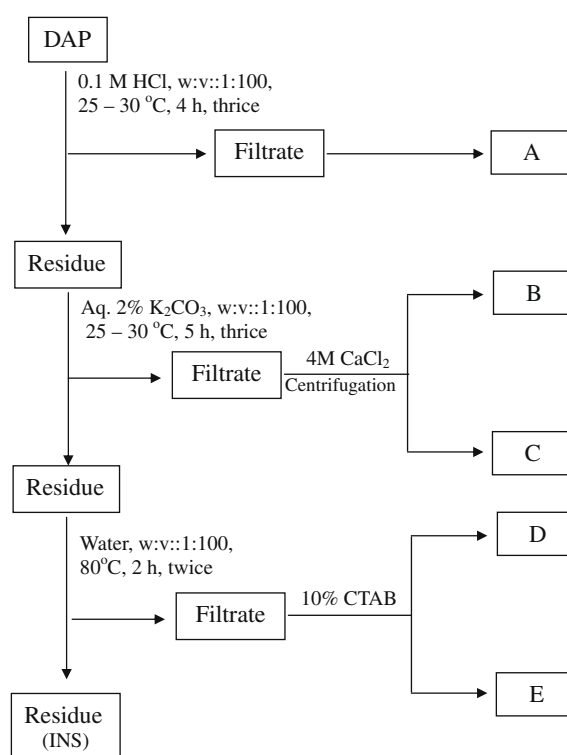 DAP
0.1 M HCl, w:v::1:100,
25 – 30 °C, 4 h, thrice
Filtrate
A
Residue
Aq. 2% K₂CO₃, w:v::1:100,
25 – 30 °C, 5 h, thrice
Filtrate
4M CaCl₂
Centrifugation
B
C
Residue
Water, w:v::1:100,
80°C, 2 h, twice
Filtrate
10% CTAB
D
E
Residue
(INS)